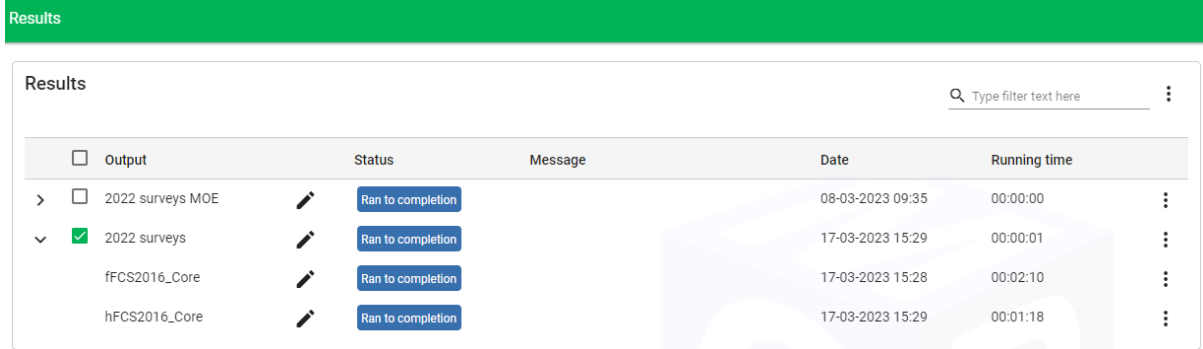 Results
Results
Type filter text here
Output Status Message Date Running time
2022 surveys MOE Ran to completion 08-03-2023 09:35 00:00:00
2022 surveys Ran to completion 17-03-2023 15:29 00:00:01
fFCS2016_Core Ran to completion 17-03-2023 15:28 00:02:10
hFCS2016_Core Ran to completion 17-03-2023 15:29 00:01:18